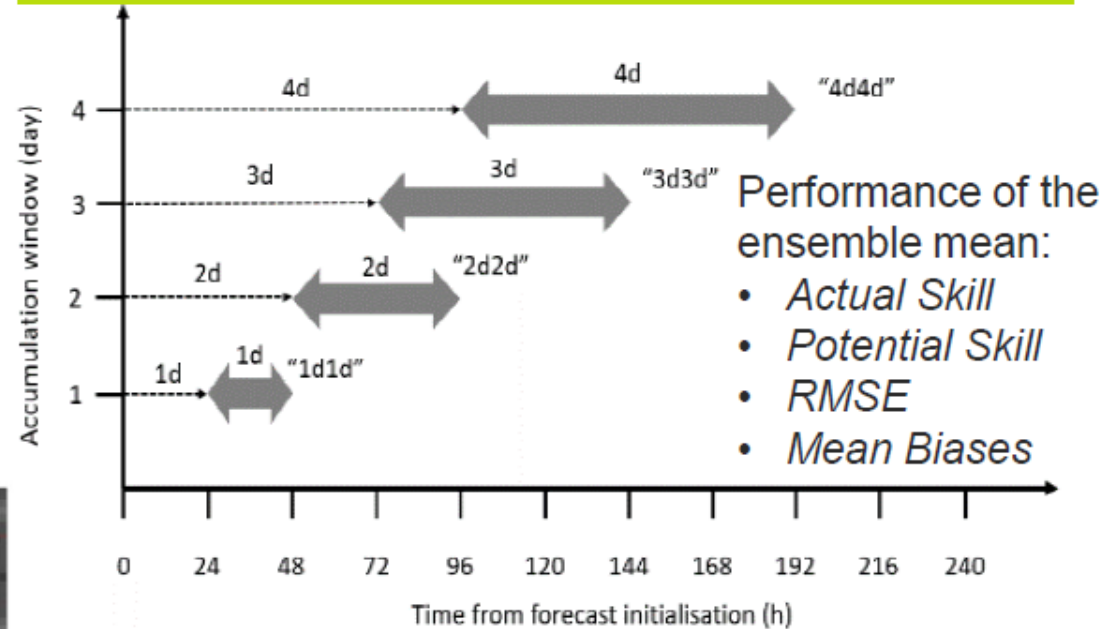 Accumulation window (day)
4
4d
4d
“4d4d”
3
3d
3d
“3d3d”
2
2d
2d
“2d2d”
1
1d
1d
“1d1d”
Performance of the
ensemble mean:
• Actual Skill
• Potential Skill
• RMSE
• Mean Biases
0 24 48 72 96 120 144 168 192 216 240
Time from forecast initialisation (h)